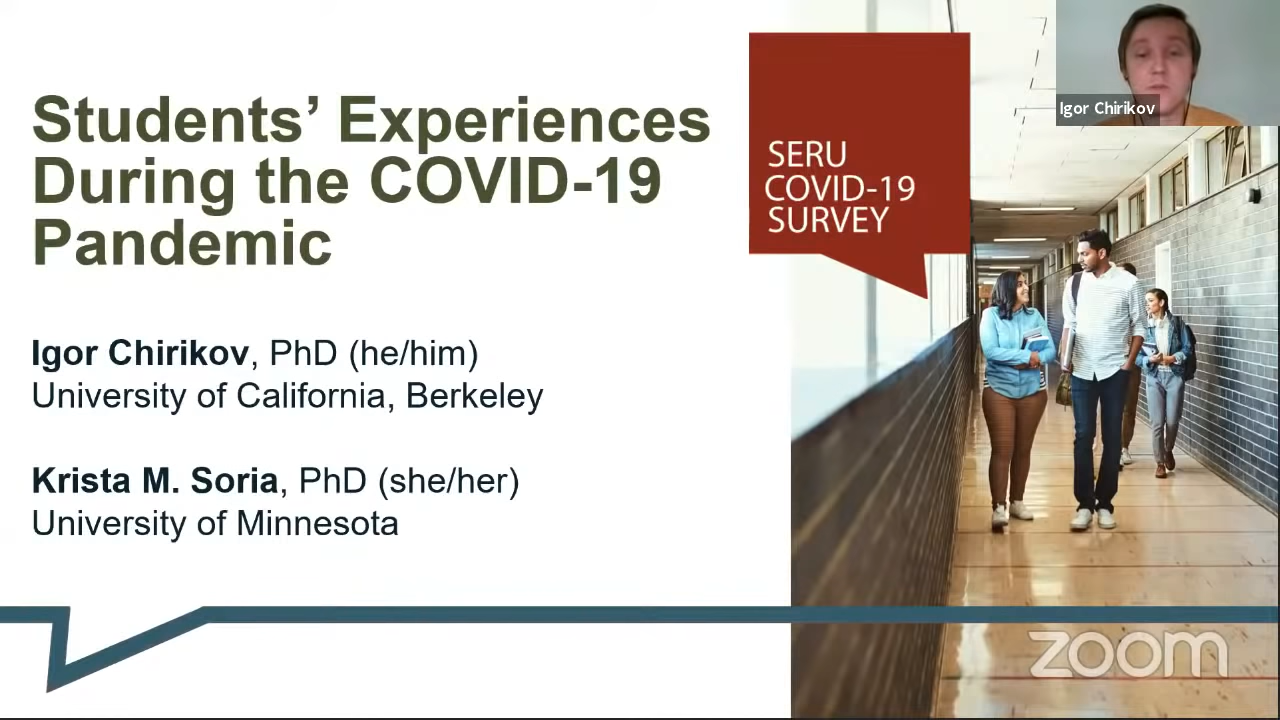 Students’ Experiences
During the COVID-19
Pandemic
Igor Chirikov, PhD (he/him)
University of California, Berkeley
Krista M. Soria, PhD (she/her)
University of Minnesota
SERU
COVID-19
SURVEY
Igor Chirikov
zoom